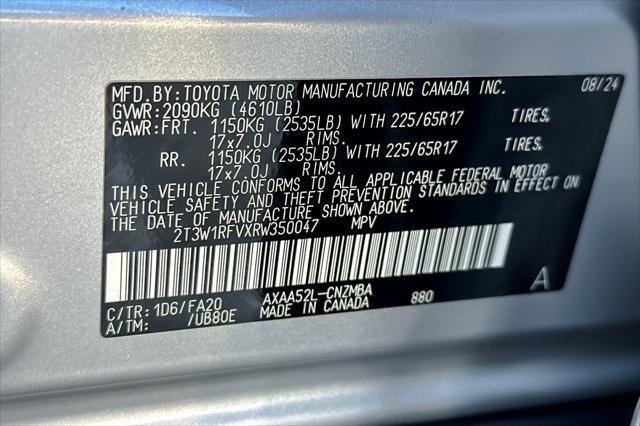 MFD.BY:TOYOTA MOTOR MANUFACTURING CANADA INC. 08/24
GVWR:2090KG (4610LB)
GAWR:FRT. 1150KG (2535LB) WITH 225/65R17 TIRES.
17x7.0J RIMS.
RR. 1150KG (2535LB) WITH 225/65R17 TIRES.
17x7.0J RIMS.
THIS VEHICLE CONFORMS TO ALL APPLICABLE FEDERAL MOTOR
VEHICLE SAFETY AND THEFT PREVENTION STANDARDS IN EFFECT ON
THE DATE OF MANUFACTURE SHOWN ABOVE.
2T3W1RFVXRW350047 MPV
A
C/TR:1D6/FA20 AXAA52L-CNZMBA 880
A/TM: /UB80E MADE IN CANADA